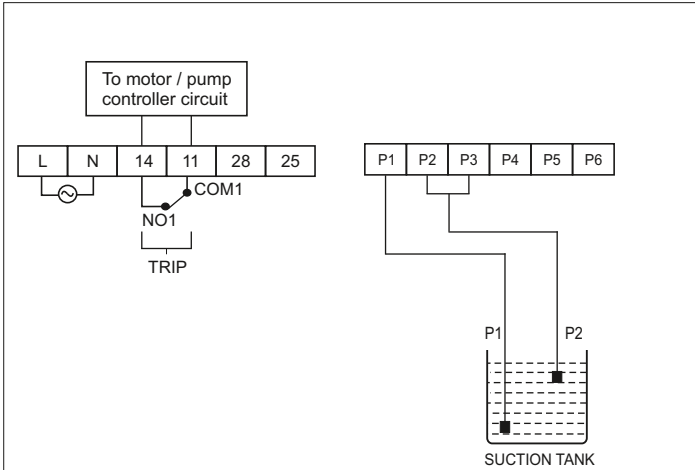 To motor / pump
controller circuit
L N 14 11 28 25
COM1
NO1
TRIP
P1 P2 P3 P4 P5 P6
P1 P2
SUCTION TANK